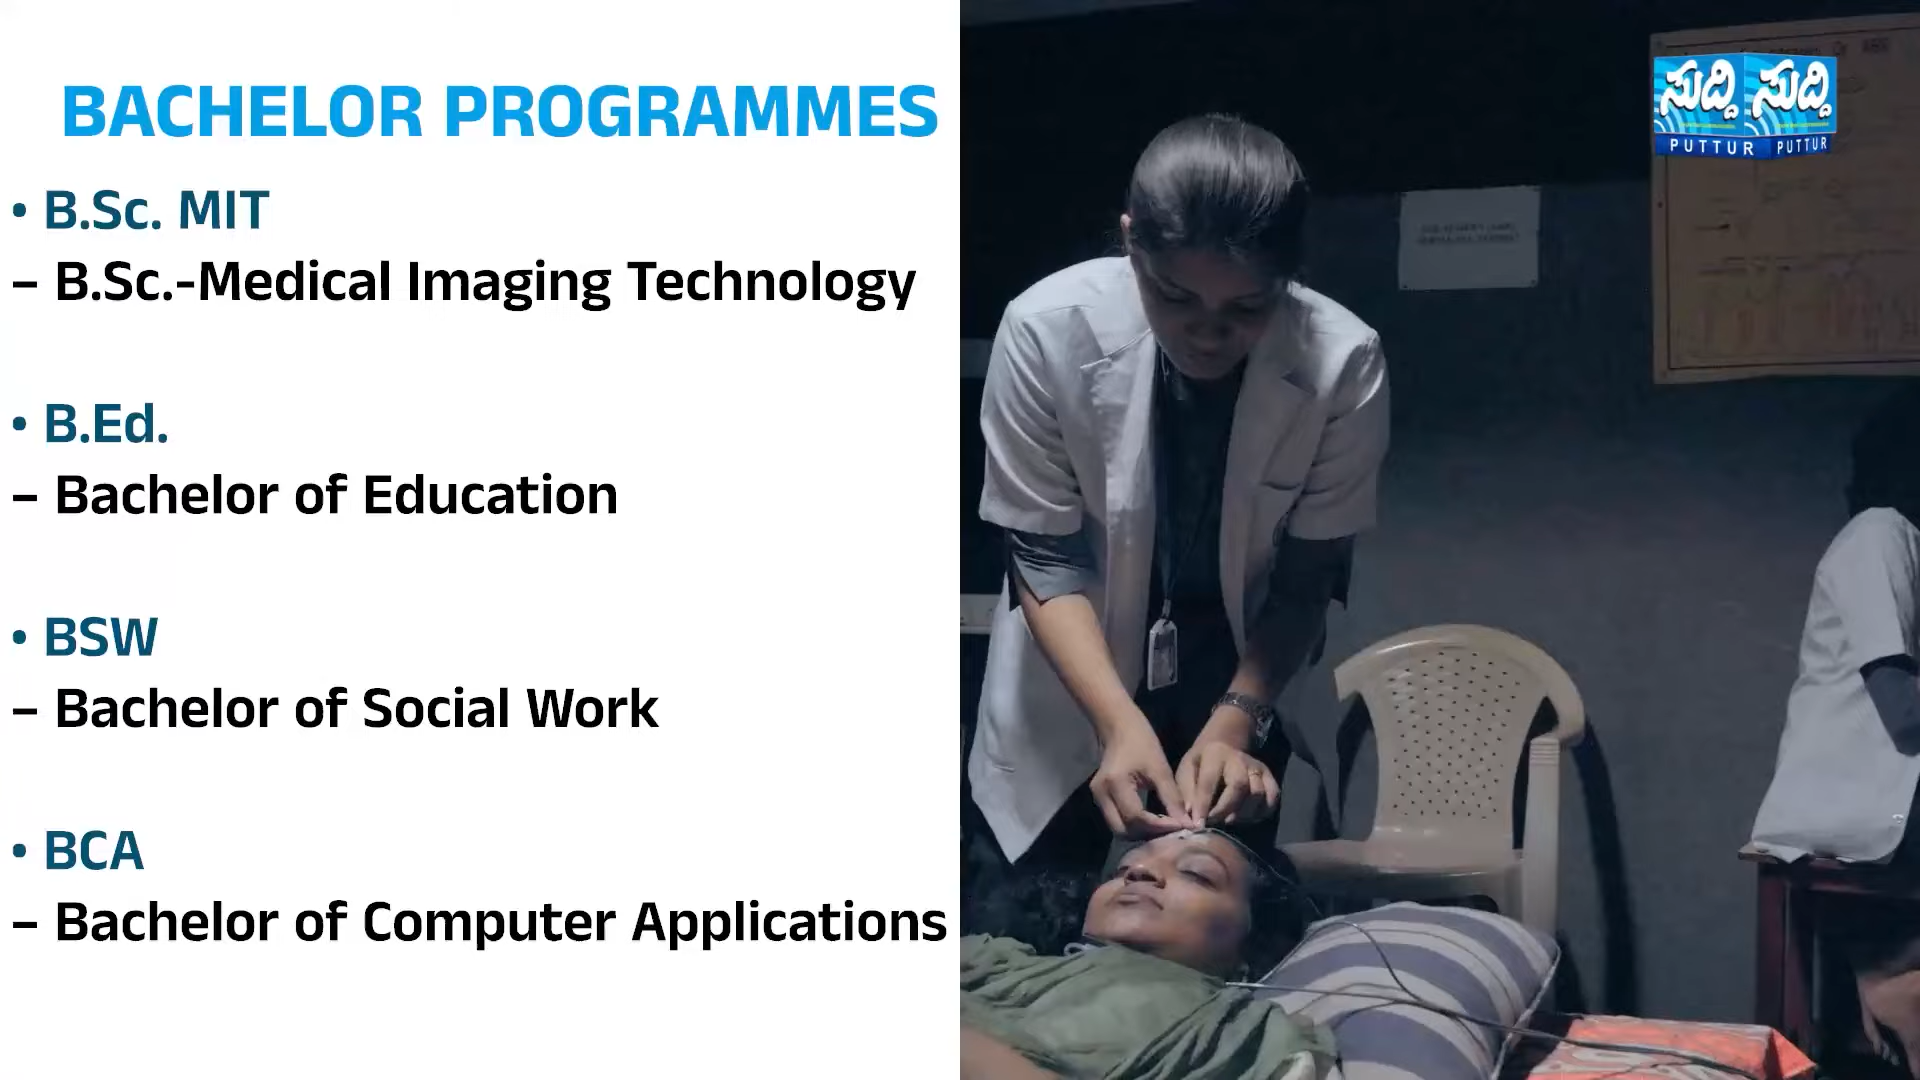 BACHELOR PROGRAMMES
• B.Sc. MIT
– B.Sc.-Medical Imaging Technology
• B.Ed.
– Bachelor of Education
• BSW
– Bachelor of Social Work
• BCA
– Bachelor of Computer Applications
ಸುದ್ದಿ ಸುದ್ದಿ
PUTTUR PUTTUR